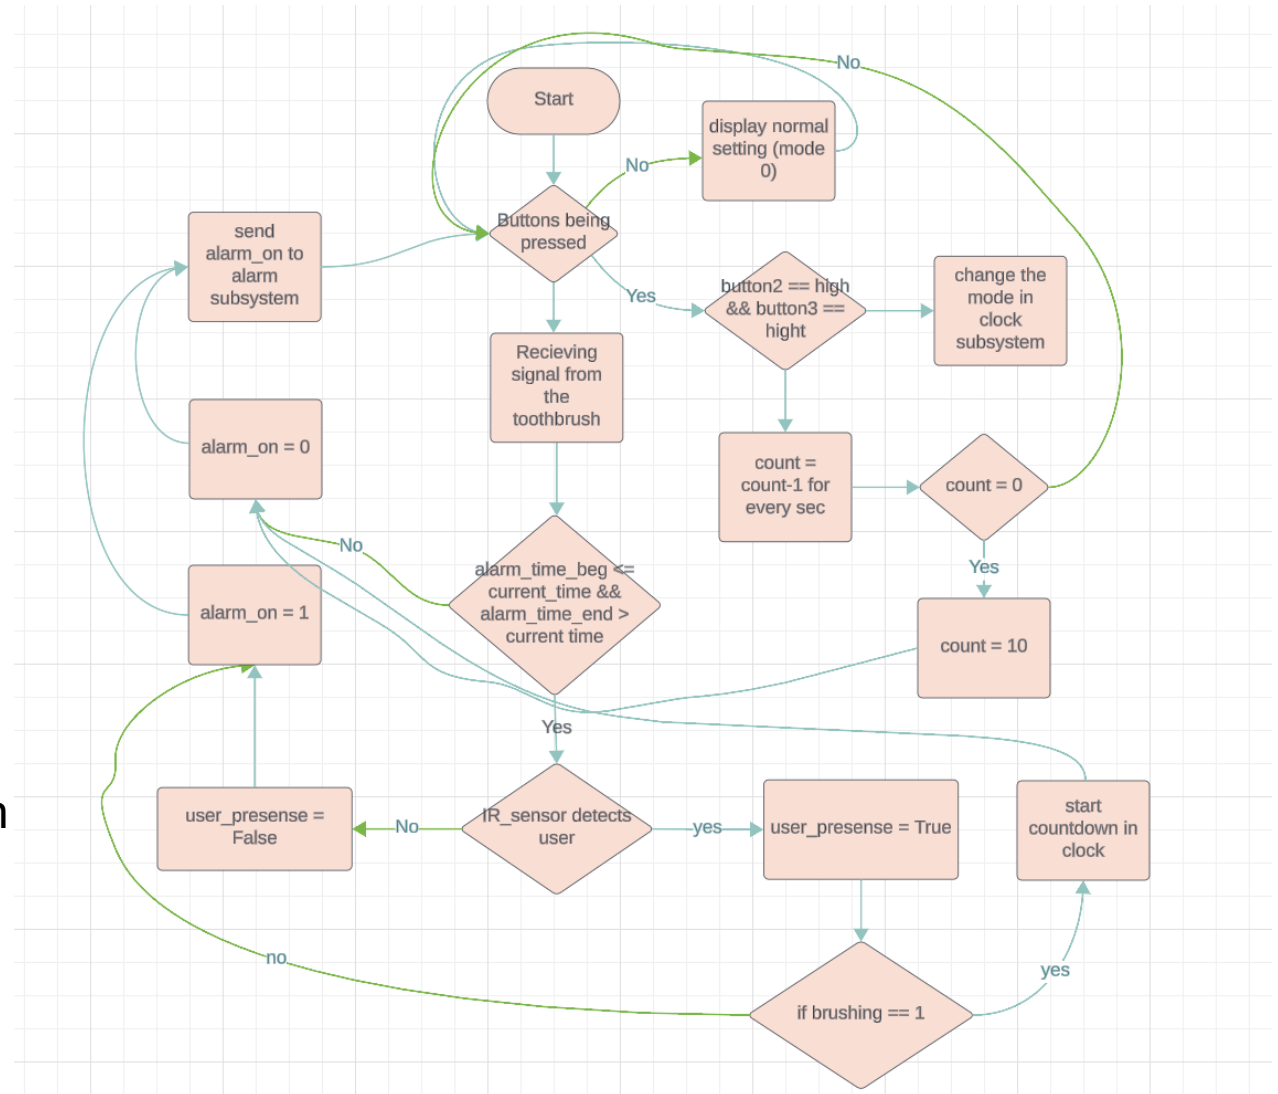 Start
No
display normal
setting (mode
0)
No
Buttons being
pressed
send
alarm_on to
alarm
subsystem
Yes
button2 == high
&& button3 ==
hight
change the
mode in
clock
subsystem
Recieving
signal from
the
toothbrush
alarm_on = 0
count =
count-1 for
every sec
count = 0
No
Yes
alarm_time_beg <=
current_time &&
alarm_time_end >
current time
alarm_on = 1
count = 10
Yes
n
user_presense =
False
No
IR_sensor detects
user
yes
user_presense = True
start
countdown in
clock
no
yes
if brushing == 1